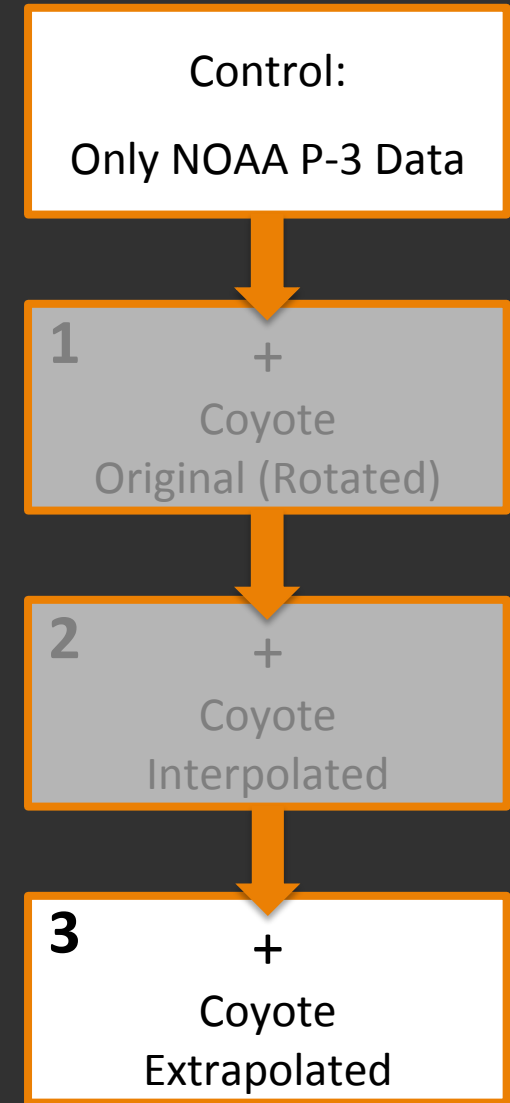 Control:
Only NOAA P-3 Data
1
+
Coyote
Original (Rotated)
2
+
Coyote
Interpolated
3
+
Coyote
Extrapolated